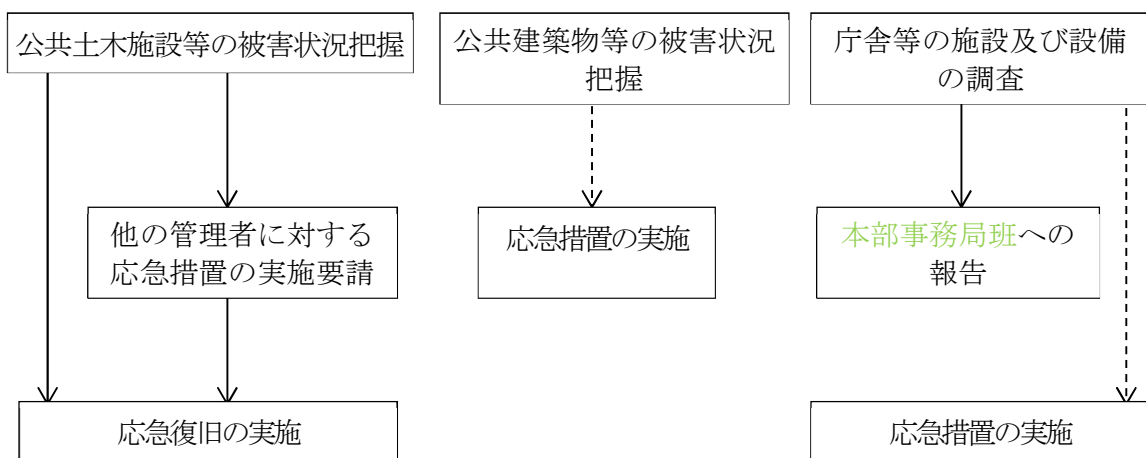 公共土木施設等の被害状況把握
公共建築物等の被害状況
把握
庁舎等の施設及び設備
の調査
他の管理者に対する
応急措置の実施要請
応急措置の実施
本部事務局班への
報告
応急復旧の実施
応急措置の実施